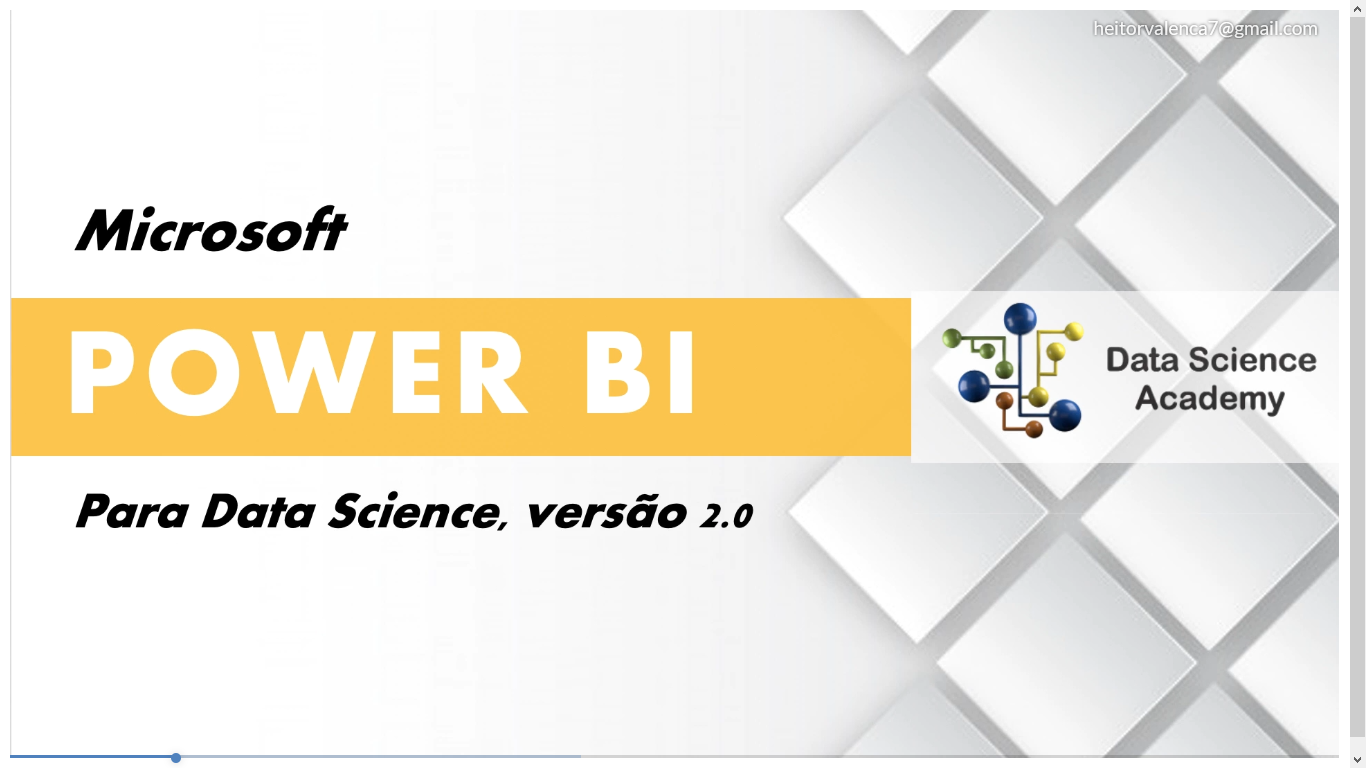 heitorvalenca7@gmail.com
Microsoft
POWER BI
Data Science
Academy
Para Data Science, versão 2.0